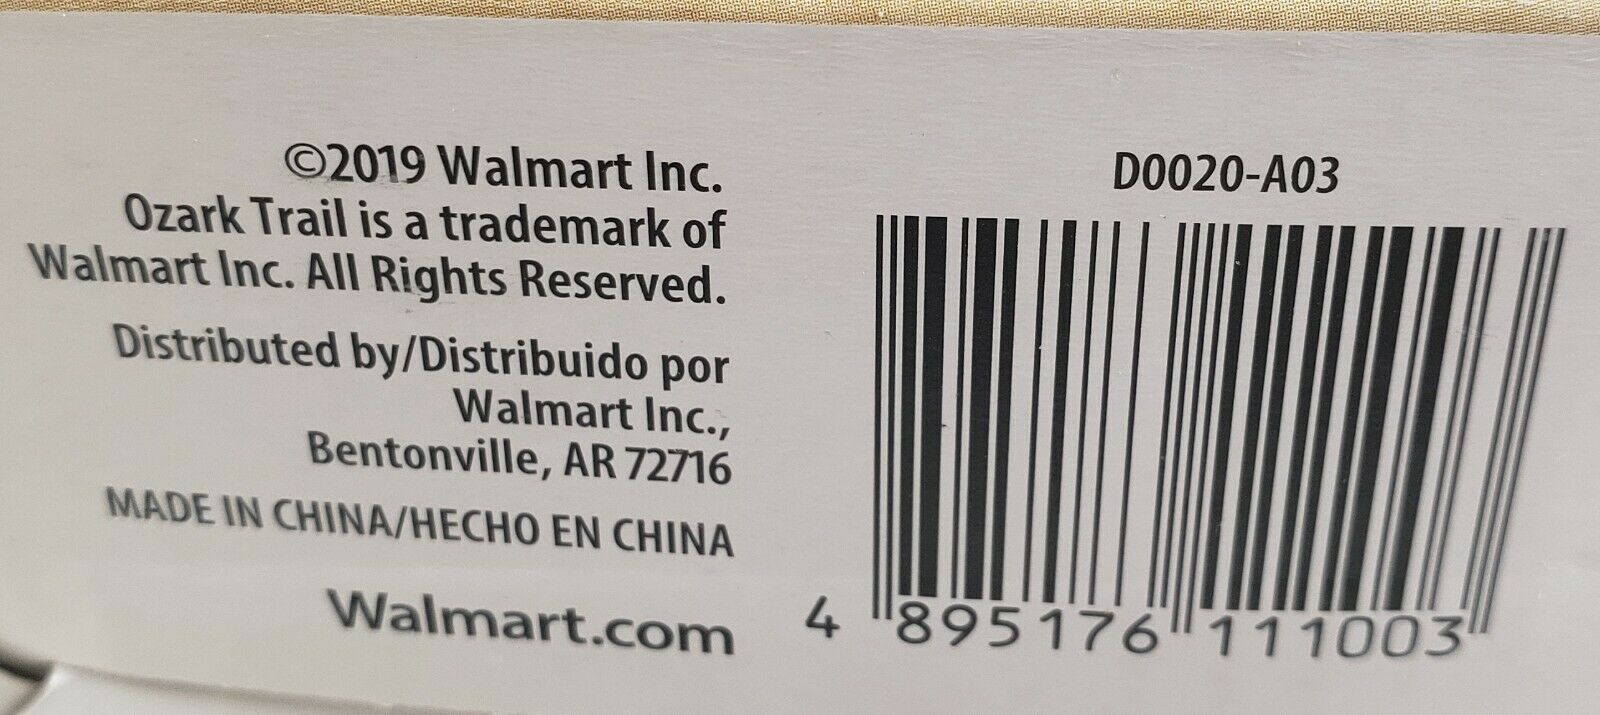 ©2019 Walmart Inc.
Ozark Trail is a trademark of
Walmart Inc. All Rights Reserved.
Distributed by/Distribuido por
Walmart Inc.,
Bentonville, AR 72716
MADE IN CHINA/HECHO EN CHINA
Walmart.com
D0020-A03
4 895176 111003